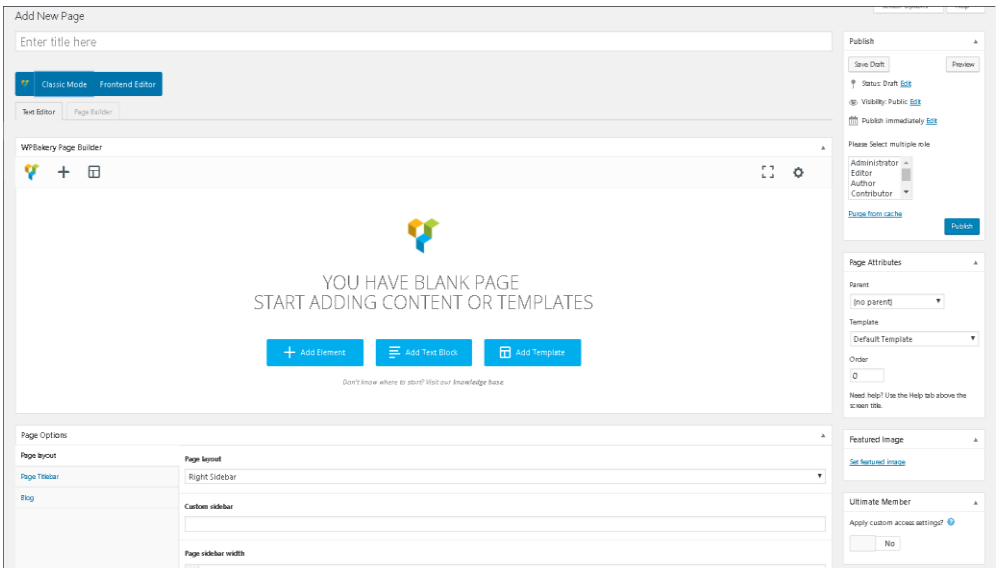 Add New Page
Enter title here
Classic Mode Frontend Editor
Text Editor Page Builder
WPBakery Page Builder
YOU HAVE BLANK PAGE
START ADDING CONTENT OR TEMPLATES
Add Element Add Text Block Add Template
Don't know where to start? Visit our knowledge base.
Page Options
Page layout
Page Titlebar
Blog
Page layout
Right Sidebar
Custom sidebar
Page sidebar width
Publish
Save Draft Preview
Status: Draft Edit
Visibility: Public Edit
Publish immediately Edit
Please Select multiple role
Administrator
Editor
Author
Contributor
Purge from cache
Publish
Page Attributes
Parent
(no parent)
Template
Default Template
Order
0
Need help? Use the Help tab above the
screen title.
Featured Image
Set featured image
Ultimate Member
Apply custom access settings? ?
No